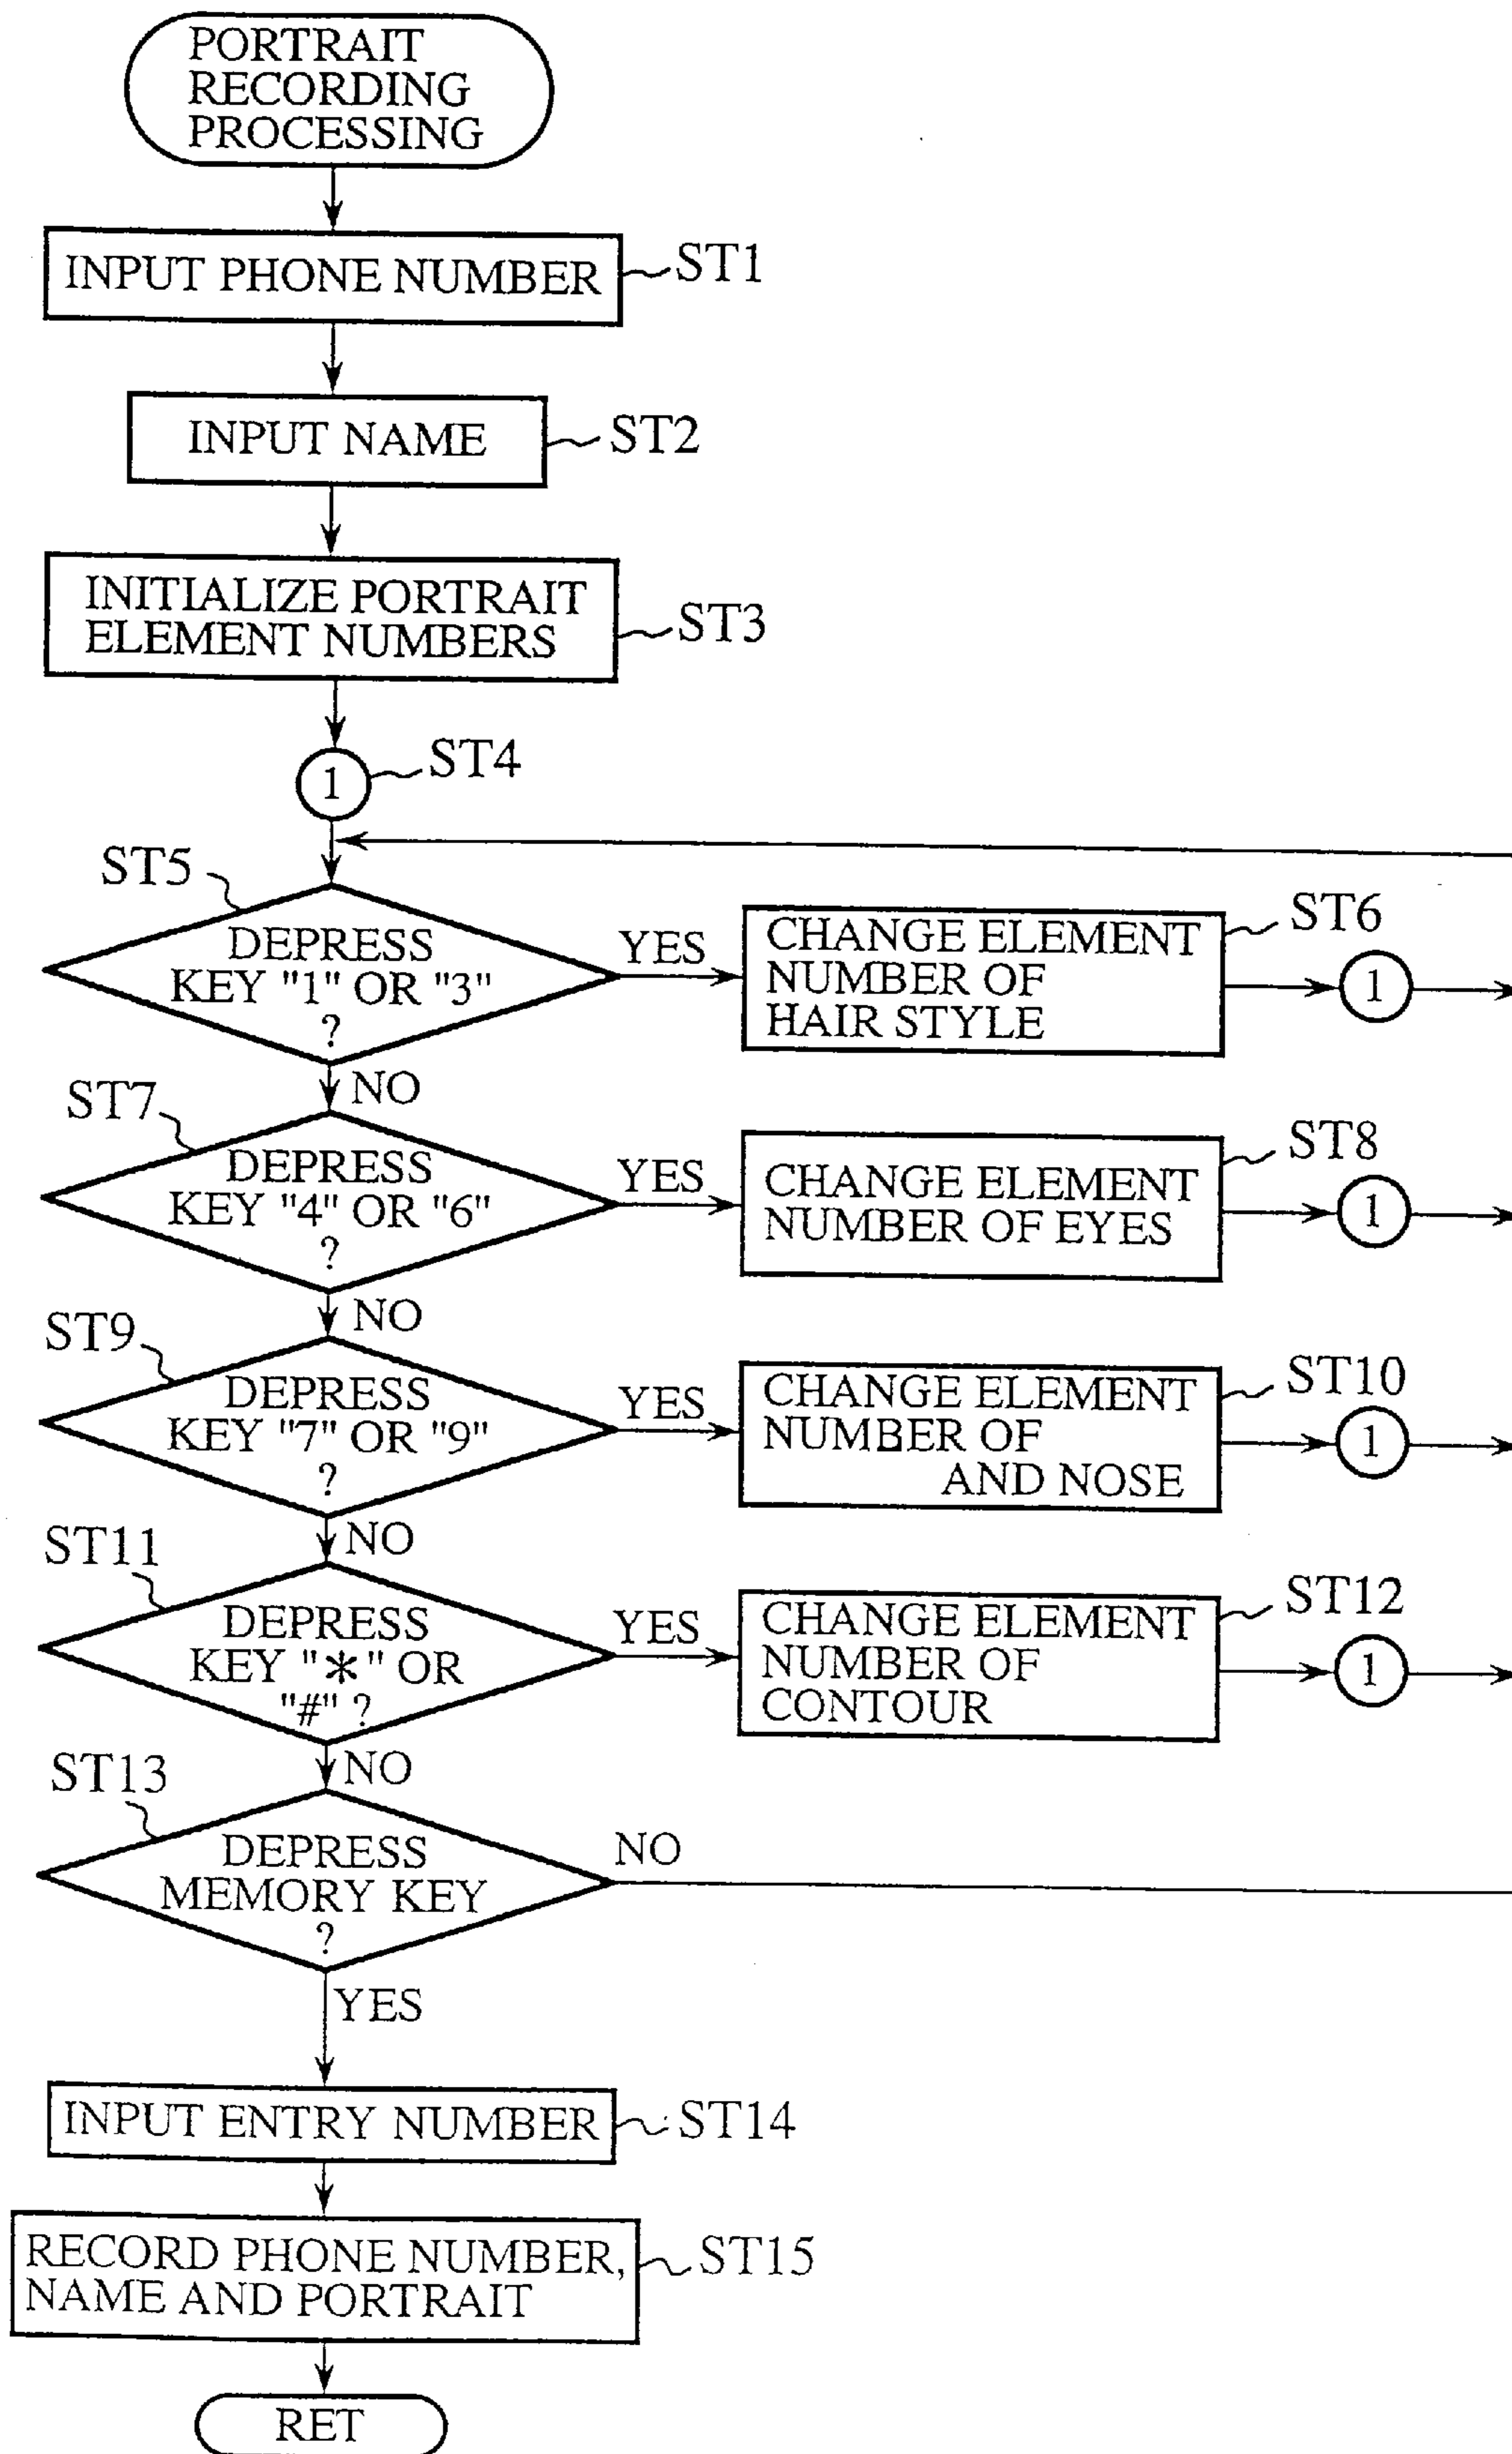 PORTRAIT
RECORDING
PROCESSING
INPUT PHONE NUMBER
ST1
INPUT NAME
ST2
INITIALIZE PORTRAIT
ELEMENT NUMBERS
ST3
1
ST4
ST5
DEPRESS
KEY "1" OR "3"
?
YES
CHANGE ELEMENT
NUMBER OF
HAIR STYLE
ST6
1
NO
ST7
DEPRESS
KEY "4" OR "6"
?
YES
CHANGE ELEMENT
NUMBER OF EYES
ST8
1
NO
ST9
DEPRESS
KEY "7" OR "9"
?
YES
CHANGE ELEMENT
NUMBER OF
AND NOSE
ST10
1
NO
ST11
DEPRESS
KEY "*" OR
"#" ?
YES
CHANGE ELEMENT
NUMBER OF
CONTOUR
ST12
1
NO
ST13
DEPRESS
MEMORY KEY
?
NO
YES
INPUT ENTRY NUMBER
ST14
RECORD PHONE NUMBER,
NAME AND PORTRAIT
ST15
RET